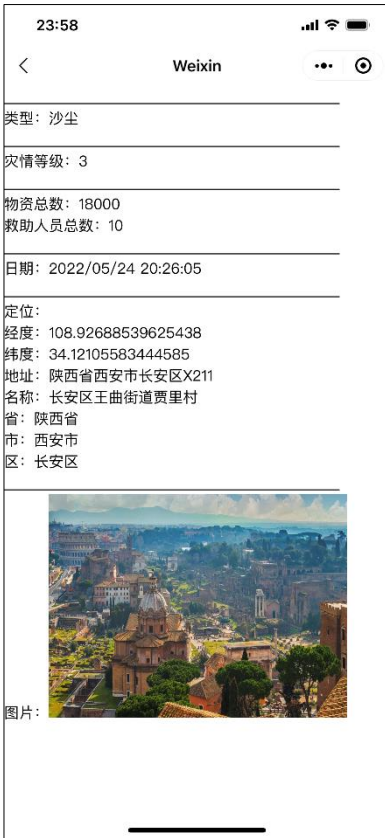 23:58
Weixin
类型：沙尘
灾情等级：3
物资总数：18000
救助人员总数：10
日期：2022/05/24 20:26:05
定位：
经度：108.92688539625438
纬度：34.12105583444585
地址：陕西省西安市长安区X211
名称：长安区王曲街道贾里村
省：陕西省
市：西安市
区：长安区
图片：